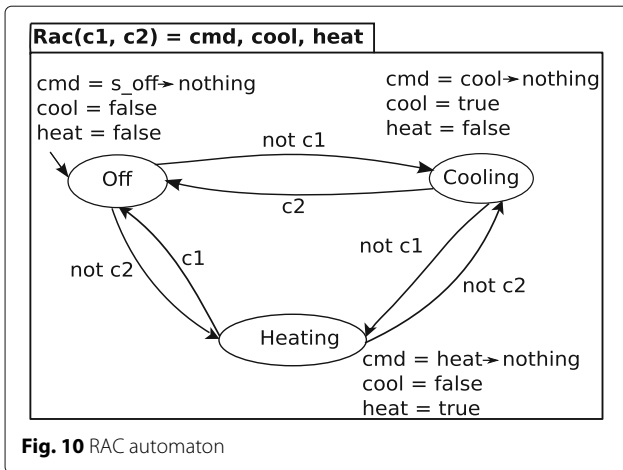 Rac(c1, c2) = cmd, cool, heat
cmd = s_off→ nothing
cool = false
heat = false
cmd = cool→ nothing
cool = true
heat = false
not c1
Off
Cooling
c2
not c2
c1
not c1
not c2
Heating
cmd = heat→ nothing
cool = false
heat = true
Fig. 10 RAC automaton